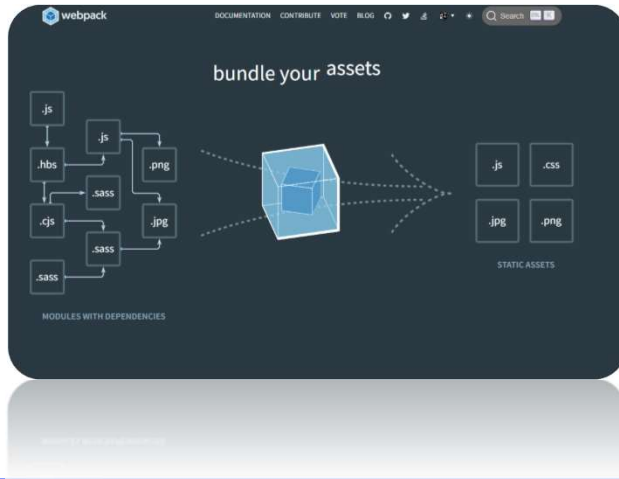 webpack
DOCUMENTATION CONTRIBUTE VOTE BLOG
Search
bundle your assets
.js
.js
.hbs
.png
.sass
.cjs
.jpg
.sass
.sass
MODULES WITH DEPENDENCIES
.js .css
.jpg .png
STATIC ASSETS